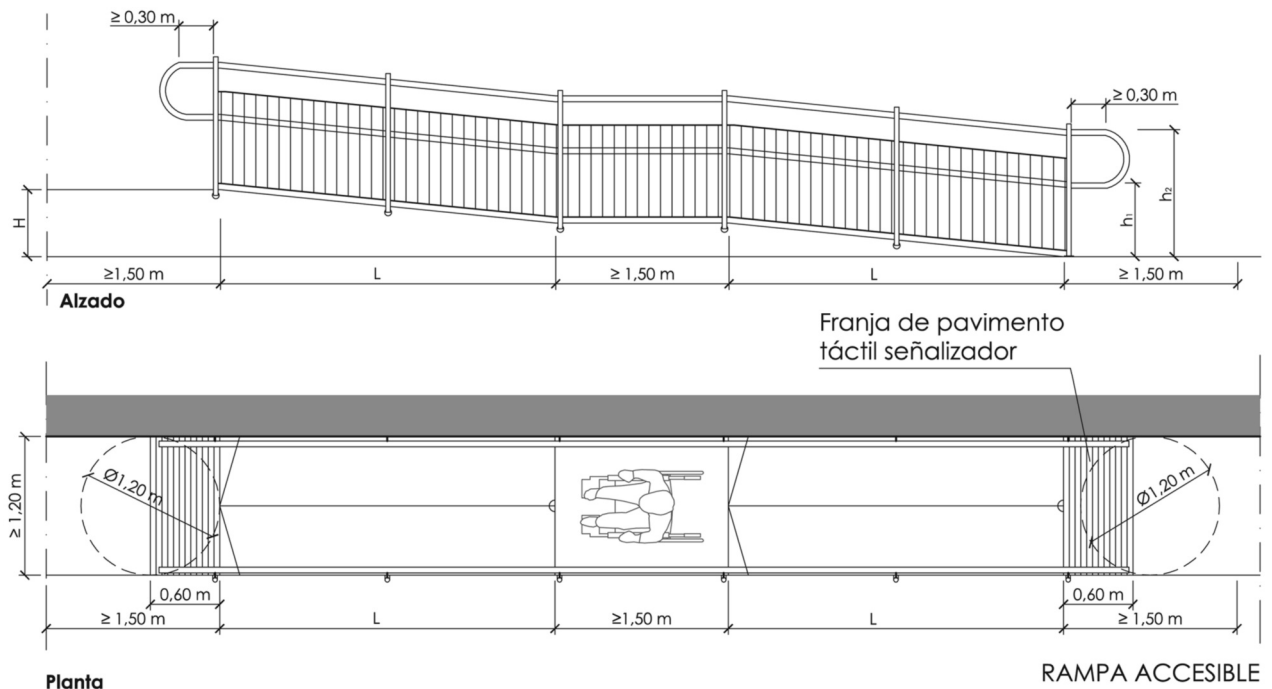 ≥ 0,30 m
≥ 0,30 m
H
h₁
h₂
≥1,50 m
L
≥ 1,50 m
L
≥ 1,50 m
Alzado
Franja de pavimento
táctil señalizador
≥ 1,20 m
Ø1,20 m
Ø1,20 m
0,60 m
0,60 m
≥ 1,50 m
L
≥1,50 m
L
≥ 1,50 m
Planta
RAMPA ACCESIBLE